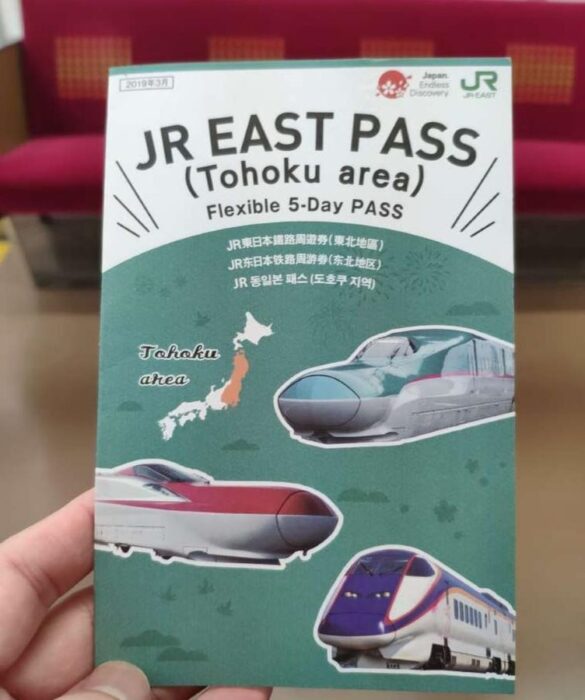 2019年3月
Japan.
Endless
Discovery.
JR
JR-EAST
JR EAST PASS
(Tohoku area)
Flexible 5-Day PASS
JR東日本鐵路周遊券(東北地區)
JR东日本铁路周游券(东北地区)
JR 동일본 패스 (도호쿠 지역)
Tohoku
area